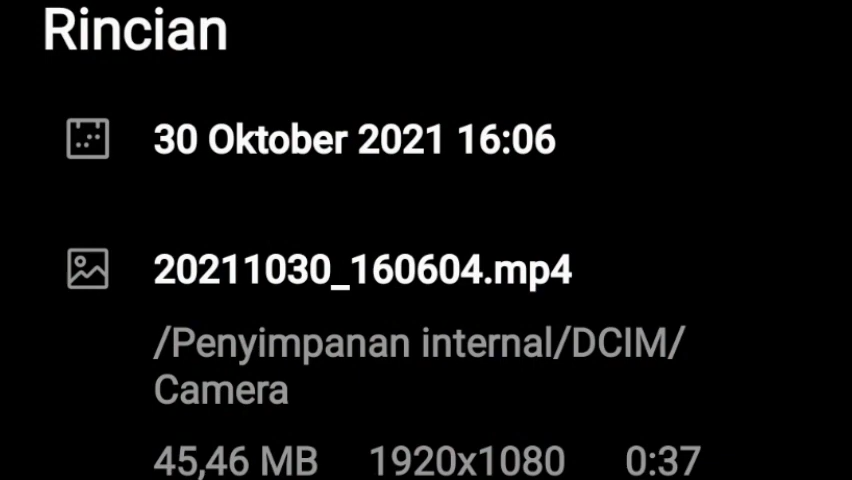 Rincian
30 Oktober 2021 16:06
20211030_160604.mp4
/Penyimpanan internal/DCIM/
Camera
45,46 MB 1920x1080 0:37